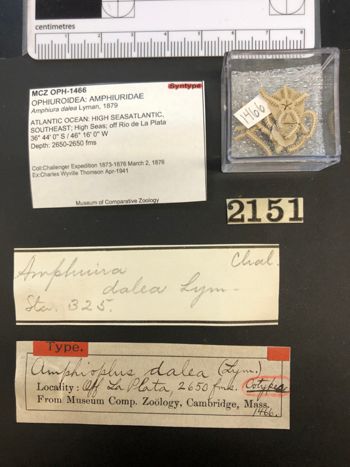 centimetres
MCZ OPH-1466
Syntype
OPHIUROIDEA: AMPHIURIDAE
Amphiura dalea Lyman, 1879
ATLANTIC OCEAN. HIGH SEASATLANTIC,
SOUTHEAST; High Seas; off Rio de La Plata
36° 44' 0" S / 46° 16' 0" W
Depth: 2650-2650 fms
Coll:Challenger Expedition 1873-1876 March 2, 1876
Ex:Charles Wyville Thomson Apr-1941
Museum of Comparative Zoology
1466
2151
Amphiura Chal.
dalea Lym.
Sta. 325.
Type.
Amphioplus dalea (Lym.)
Locality: Off La Plata, 2650 fms. Cotypes
From Museum Comp. Zoölogy, Cambridge, Mass.
1466.